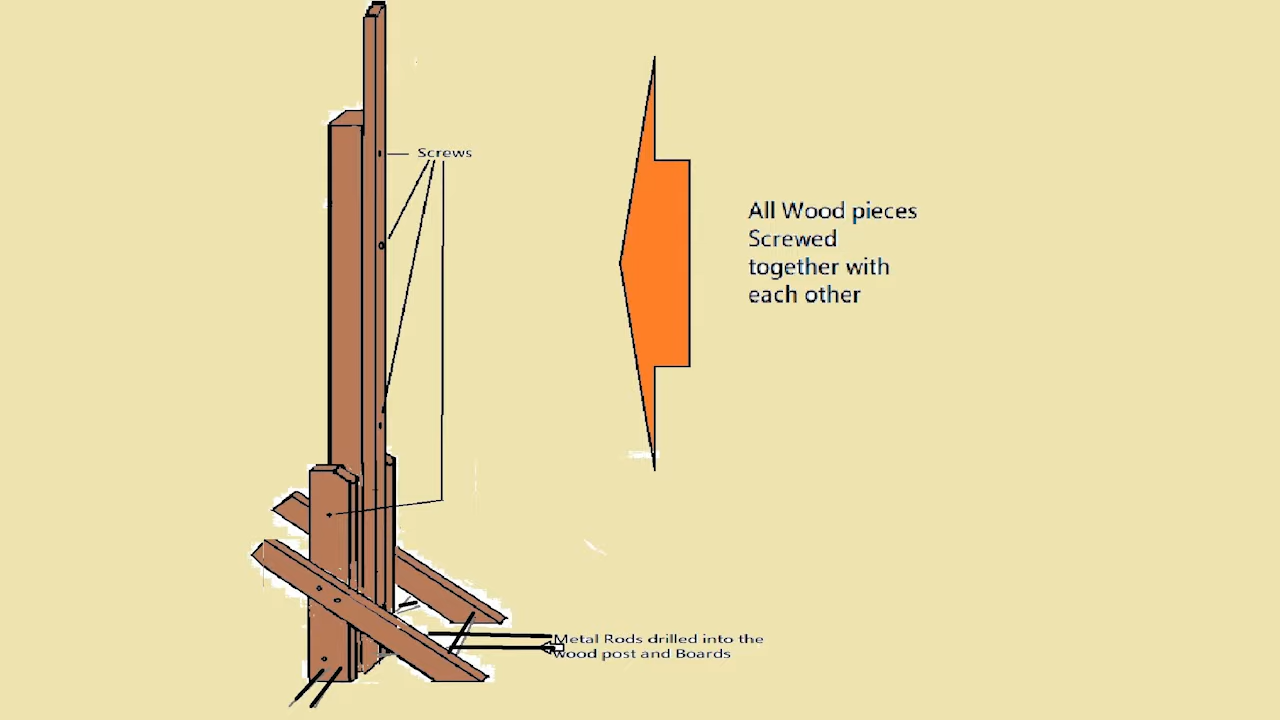 Screws
All Wood pieces
Screwed
together with
each other
Metal Rods drilled into the
wood post and Boards